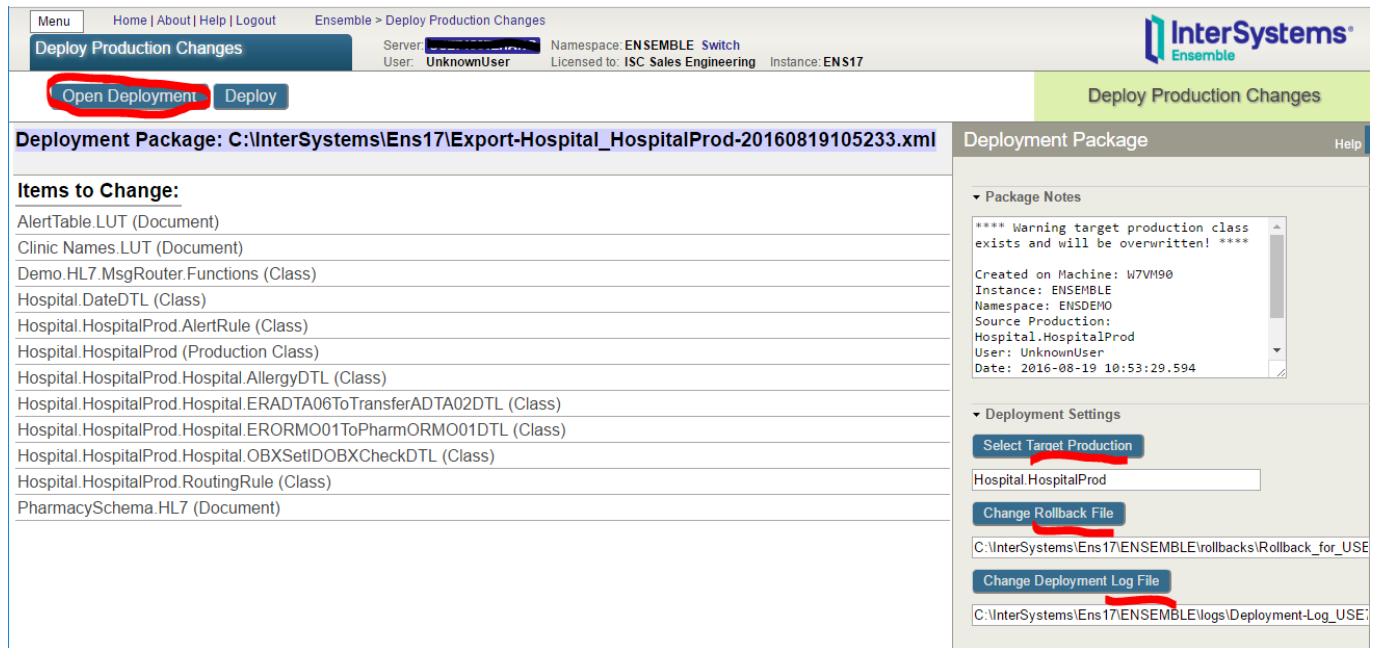 Menu Home | About | Help | Logout Ensemble > Deploy Production Changes
Deploy Production Changes
Server: Namespace: ENSEMBLE Switch
User: UnknownUser Licensed to: ISC Sales Engineering Instance: ENS17
InterSystems
Ensemble
Open Deployment Deploy
Deploy Production Changes
Deployment Package: C:\InterSystems\Ens17\Export-Hospital_HospitalProd-20160819105233.xml
Items to Change:
AlertTable.LUT (Document)
Clinic Names.LUT (Document)
Demo.HL7.MsgRouter.Functions (Class)
Hospital.DateDTL (Class)
Hospital.HospitalProd.AlertRule (Class)
Hospital.HospitalProd (Production Class)
Hospital.HospitalProd.Hospital.AllergyDTL (Class)
Hospital.HospitalProd.Hospital.ERADTA06ToTransferADTA02DTL (Class)
Hospital.HospitalProd.Hospital.ERORMO01ToPharmORMO01DTL (Class)
Hospital.HospitalProd.Hospital.OBXSetIDOBXCheckDTL (Class)
Hospital.HospitalProd.RoutingRule (Class)
PharmacySchema.HL7 (Document)
Deployment Package Help
Package Notes
**** Warning target production class
exists and will be overwritten! ****
Created on Machine: W7VM90
Instance: ENSEMBLE
Namespace: ENSDEMO
Source Production:
Hospital.HospitalProd
User: UnknownUser
Date: 2016-08-19 10:53:29.594
Deployment Settings
Select Target Production
Hospital.HospitalProd
Change Rollback File
C:\InterSystems\Ens17\ENSEMBLE\rollbacks\Rollback_for_USE
Change Deployment Log File
C:\InterSystems\Ens17\ENSEMBLE\logs\Deployment-Log_USE7